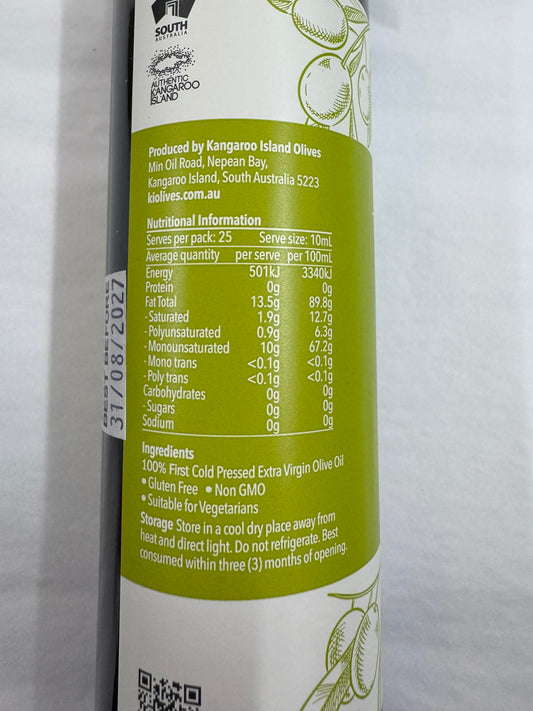 SOUTH
AUSTRALIA
AUTHENTIC
KANGAROO
ISLAND
Produced by Kangaroo Island Olives
Min Oil Road, Nepean Bay,
Kangaroo Island, South Australia 5223
kiolives.com.au
Nutritional Information
Serves per pack: 25 Serve size: 10mL
Average quantity per serve per 100mL
Energy 501kJ 3340kJ
Protein 0g 0g
Fat Total 13.5g 89.8g
- Saturated 1.9g 12.7g
- Polyunsaturated 0.9g 6.3g
- Monounsaturated 10g 67.2g
- Mono trans <0.1g <0.1g
- Poly trans <0.1g <0.1g
Carbohydrates 0g 0g
- Sugars 0g 0g
Sodium 0g 0g
Ingredients
100% First Cold Pressed Extra Virgin Olive Oil
• Gluten Free • Non GMO
• Suitable for Vegetarians
Storage Store in a cool dry place away from
heat and direct light. Do not refrigerate. Best
consumed within three (3) months of opening.
BEST BEFORE
31/08/2027